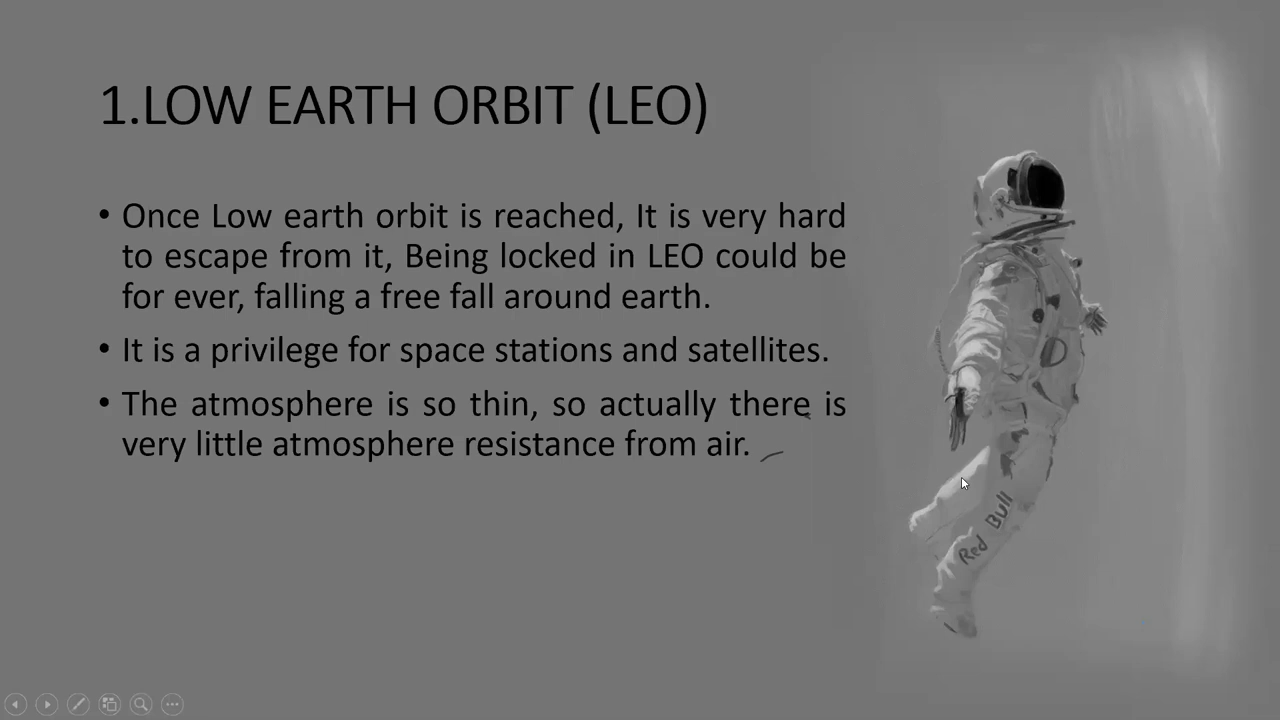 1.LOW EARTH ORBIT (LEO)
• Once Low earth orbit is reached, It is very hard
to escape from it, Being locked in LEO could be
for ever, falling a free fall around earth.
• It is a privilege for space stations and satellites.
• The atmosphere is so thin, so actually there is
very little atmosphere resistance from air.
Red Bull